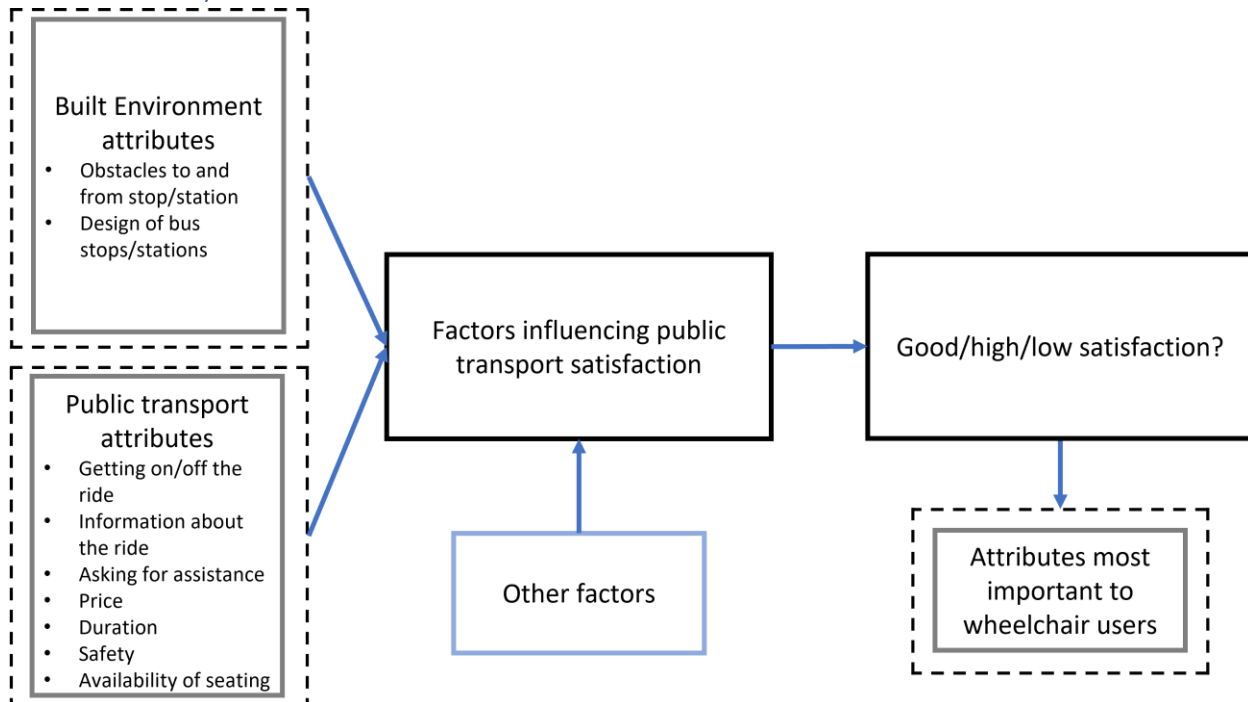 Built Environment
attributes
• Obstacles to and
from stop/station
• Design of bus
stops/stations
Public transport
attributes
• Getting on/off the
ride
• Information about
the ride
• Asking for assistance
• Price
• Duration
• Safety
• Availability of seating
Factors influencing public
transport satisfaction
Other factors
Good/high/low satisfaction?
Attributes most
important to
wheelchair users